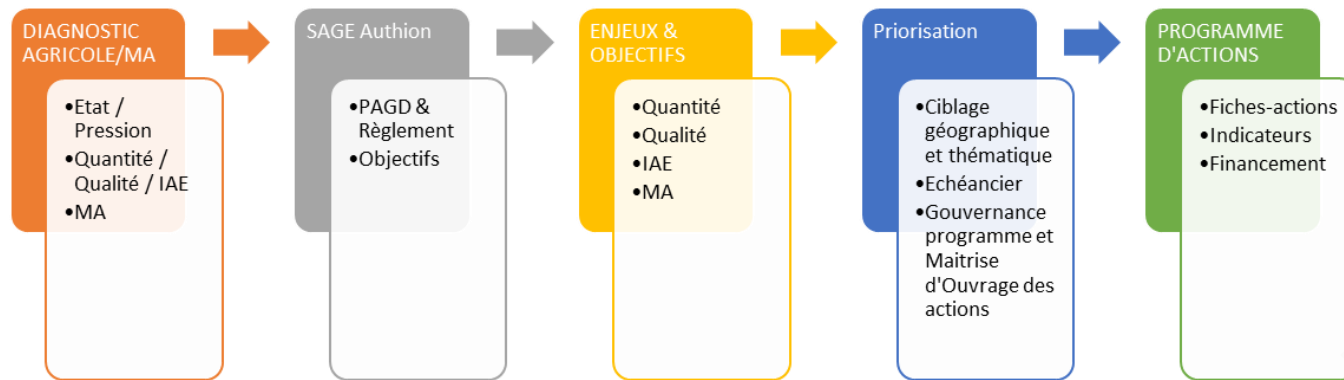 DIAGNOSTIC
AGRICOLE/MA
•Etat /
Pression
•Quantité /
Qualité / IAE
•MA
SAGE Authion
•PAGD &
Règlement
•Objectifs
ENJEUX &
OBJECTIFS
•Quantité
•Qualité
•IAE
•MA
Priorisation
•Ciblage
géographique
et thématique
•Echéancier
•Gouvernance
programme et
Maitrise
d'Ouvrage des
actions
PROGRAMME
D'ACTIONS
•Fiches-actions
•Indicateurs
•Financement